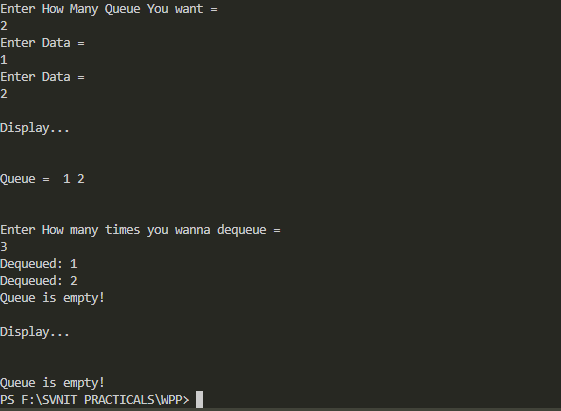 Enter How Many Queue You want =
2
Enter Data =
1
Enter Data =
2
Display...
Queue =  1 2
Enter How many times you wanna dequeue =
3
Dequeued: 1
Dequeued: 2
Queue is empty!
Display...
Queue is empty!
PS F:\SVNIT PRACTICALS\WPP>